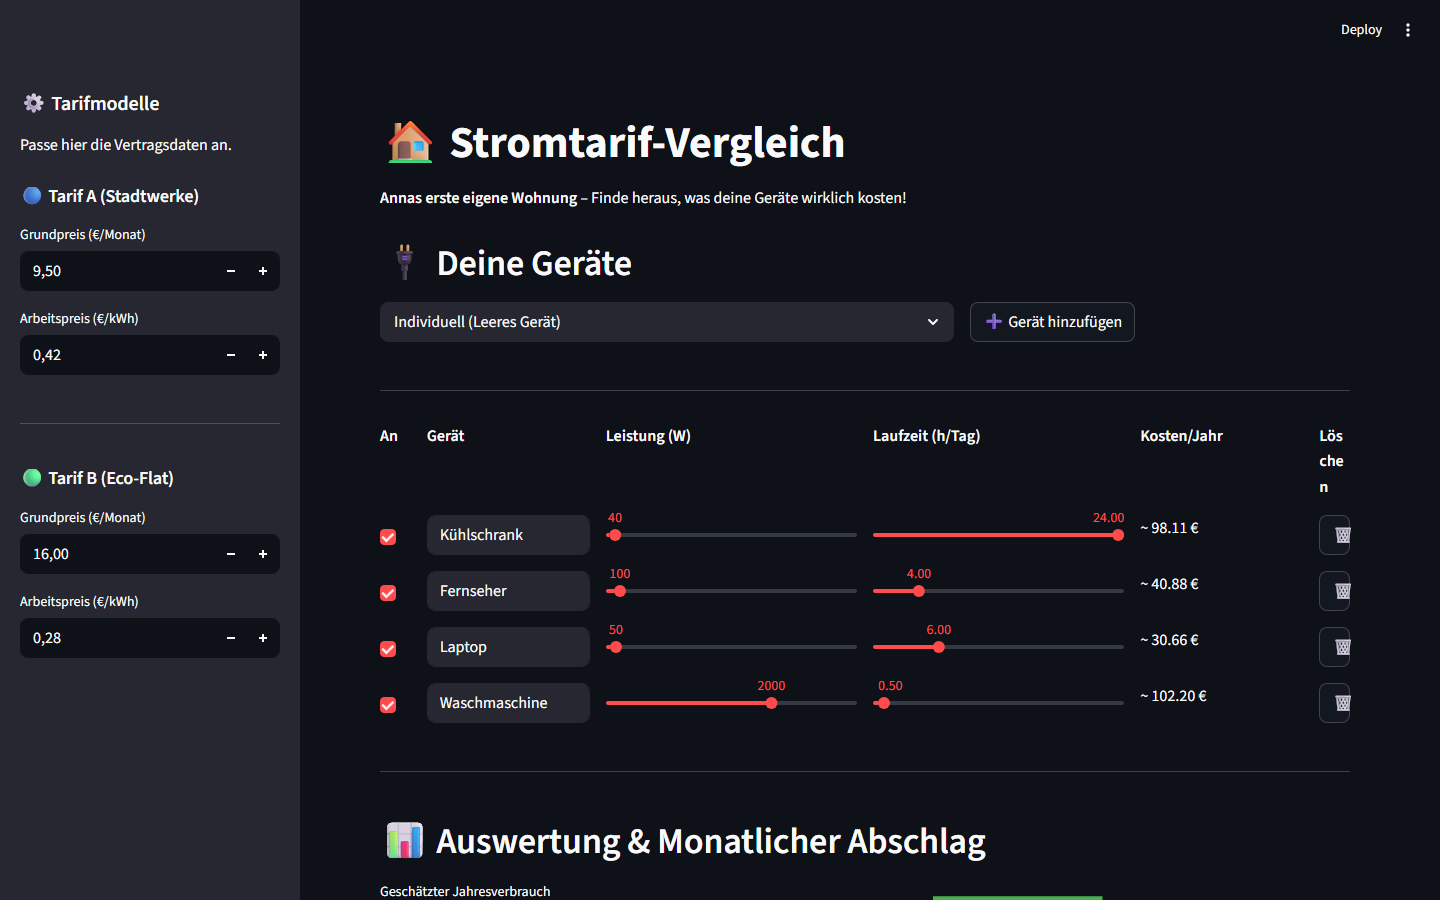 Deploy
Tarifmodelle
Passe hier die Vertragsdaten an.
Tarif A (Stadtwerke)
Grundpreis (€/Monat)
9,50
Arbeitspreis (€/kWh)
0,42
Tarif B (Eco-Flat)
Grundpreis (€/Monat)
16,00
Arbeitspreis (€/kWh)
0,28
Stromtarif-Vergleich
Annas erste eigene Wohnung – Finde heraus, was deine Geräte wirklich kosten!
Deine Geräte
Individuell (Leeres Gerät)
Gerät hinzufügen
An Gerät Leistung (W) Laufzeit (h/Tag) Kosten/Jahr Lös
che
n
40 24.00
Kühlschrank ~ 98.11 €
100 4.00
Fernseher ~ 40.88 €
50 6.00
Laptop ~ 30.66 €
2000 0.50
Waschmaschine ~ 102.20 €
Auswertung & Monatlicher Abschlag
Geschätzter Jahresverbrauch